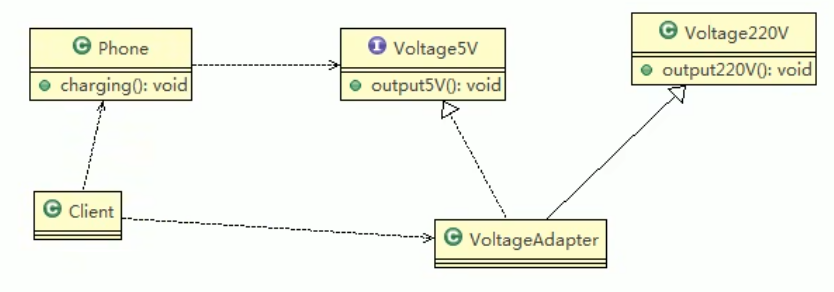 C Phone
charging(): void
I Voltage5V
output5V(): void
C Voltage220V
output220V(): void
C Client
C VoltageAdapter